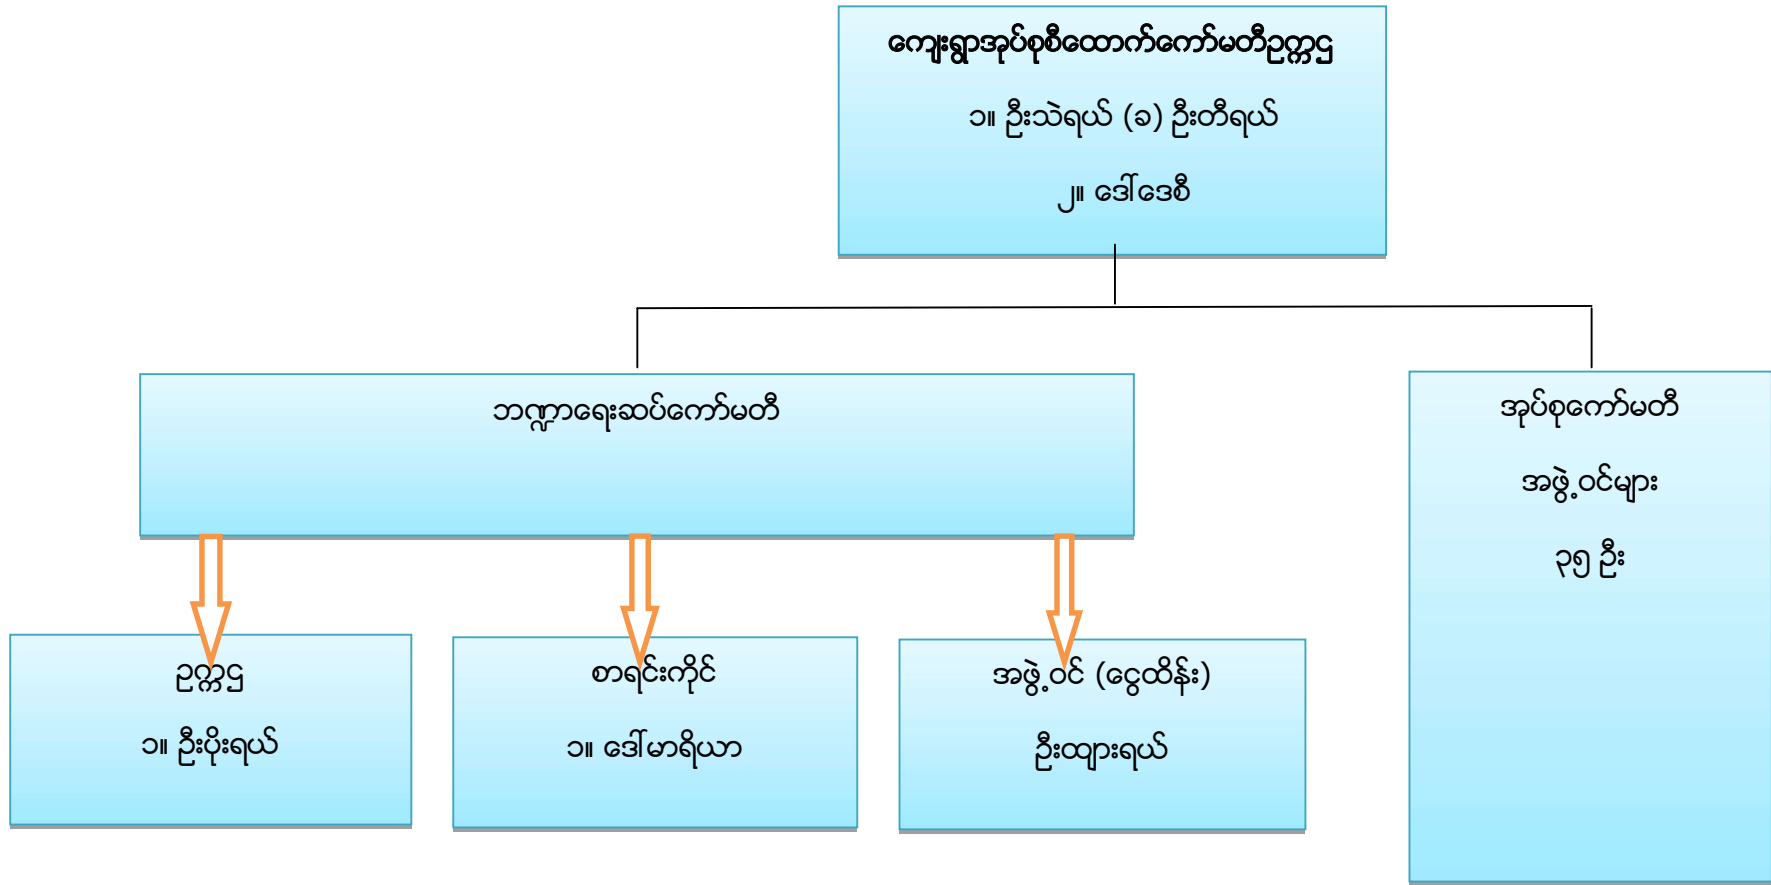 ကျေးရွာအုပ်စုစီထောက်ကော်မတီဥက္ကဌ
၁။ ဦးသဲရယ် (ခ) ဦးတီရယ်
၂။ ဒေါ်ဒေစီ
ဘဏ္ဍာရေးဆပ်ကော်မတီ
အုပ်စုကော်မတီ
အဖွဲ့ဝင်များ
၃၅ ဦး
ဥက္ကဌ
၁။ ဦးပိုးရယ်
စာရင်းကိုင်
၁။ ဒေါ်မာရိယာ
အဖွဲ့ဝင် (ငွေထိန်း)
ဦးထျားရယ်